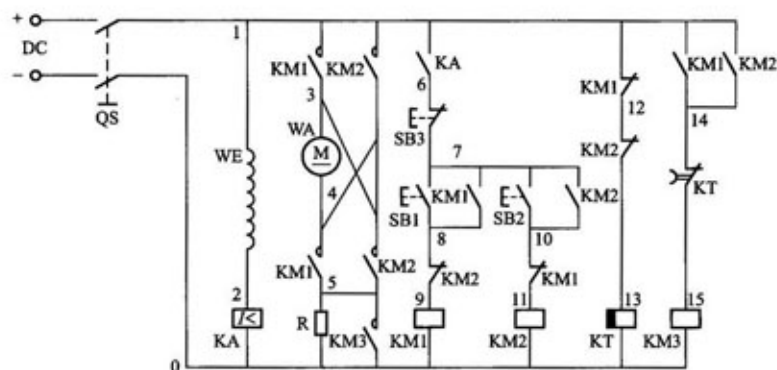 +
DC
−
QS
1
WE
2
I<
KA
0
KM1
KM2
3
WA
M
4
KM1
KM2
5
R
KM3
KA
6
SB3
7
SB1
KM1
SB2
KM2
8
10
KM2
KM1
9
11
KM1
KM2
KM1
12
KM2
13
KT
KM1
KM2
14
KT
15
KM3